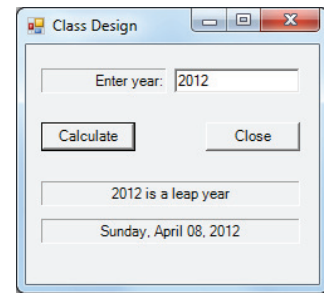 Class Design
Enter year: 2012
Calculate Close
2012 is a leap year
Sunday, April 08, 2012